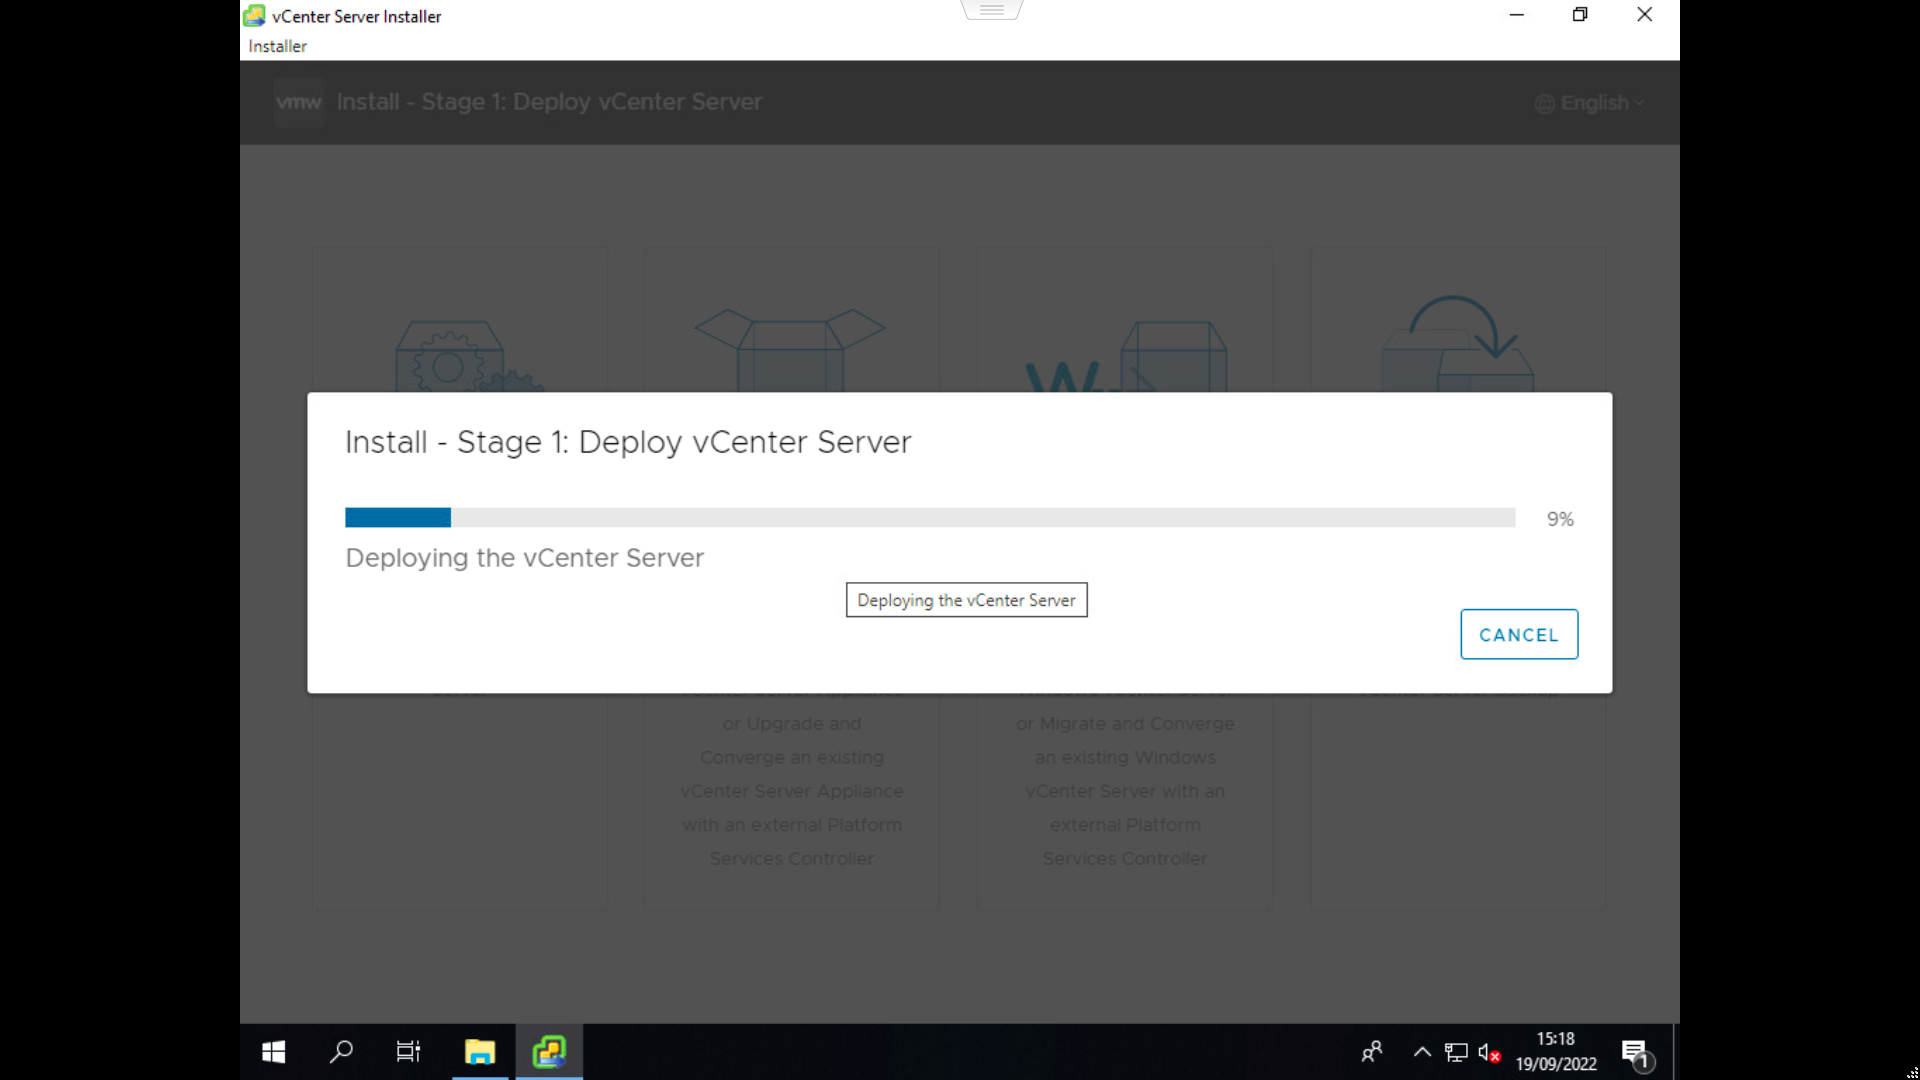 vCenter Server Installer
Installer
vmw Install - Stage 1: Deploy vCenter Server
English
Install - Stage 1: Deploy vCenter Server
9%
Deploying the vCenter Server
Deploying the vCenter Server
CANCEL
or Upgrade and
Converge an existing
vCenter Server Appliance
with an external Platform
Services Controller
or Migrate and Converge
an existing Windows
vCenter Server with an
external Platform
Services Controller
15:18
19/09/2022
1